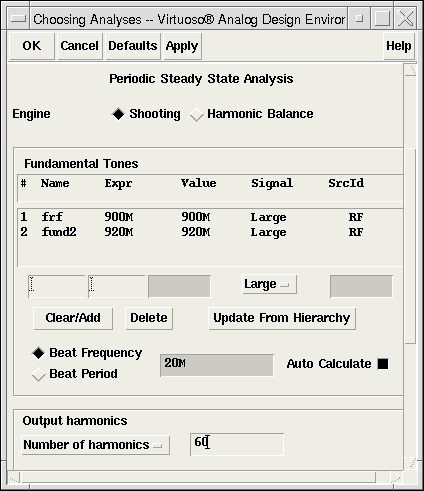 Choosing Analyses -- Virtuoso® Analog Design Enviror
OK Cancel Defaults Apply Help
Periodic Steady State Analysis
Engine Shooting Harmonic Balance
Fundamental Tones
# Name Expr Value Signal SrcId
1 frf 900M 900M Large RF
2 fund2 920M 920M Large RF
Large
Clear/Add Delete Update From Hierarchy
Beat Frequency 20M Auto Calculate
Beat Period
Output harmonics
Number of harmonics 60